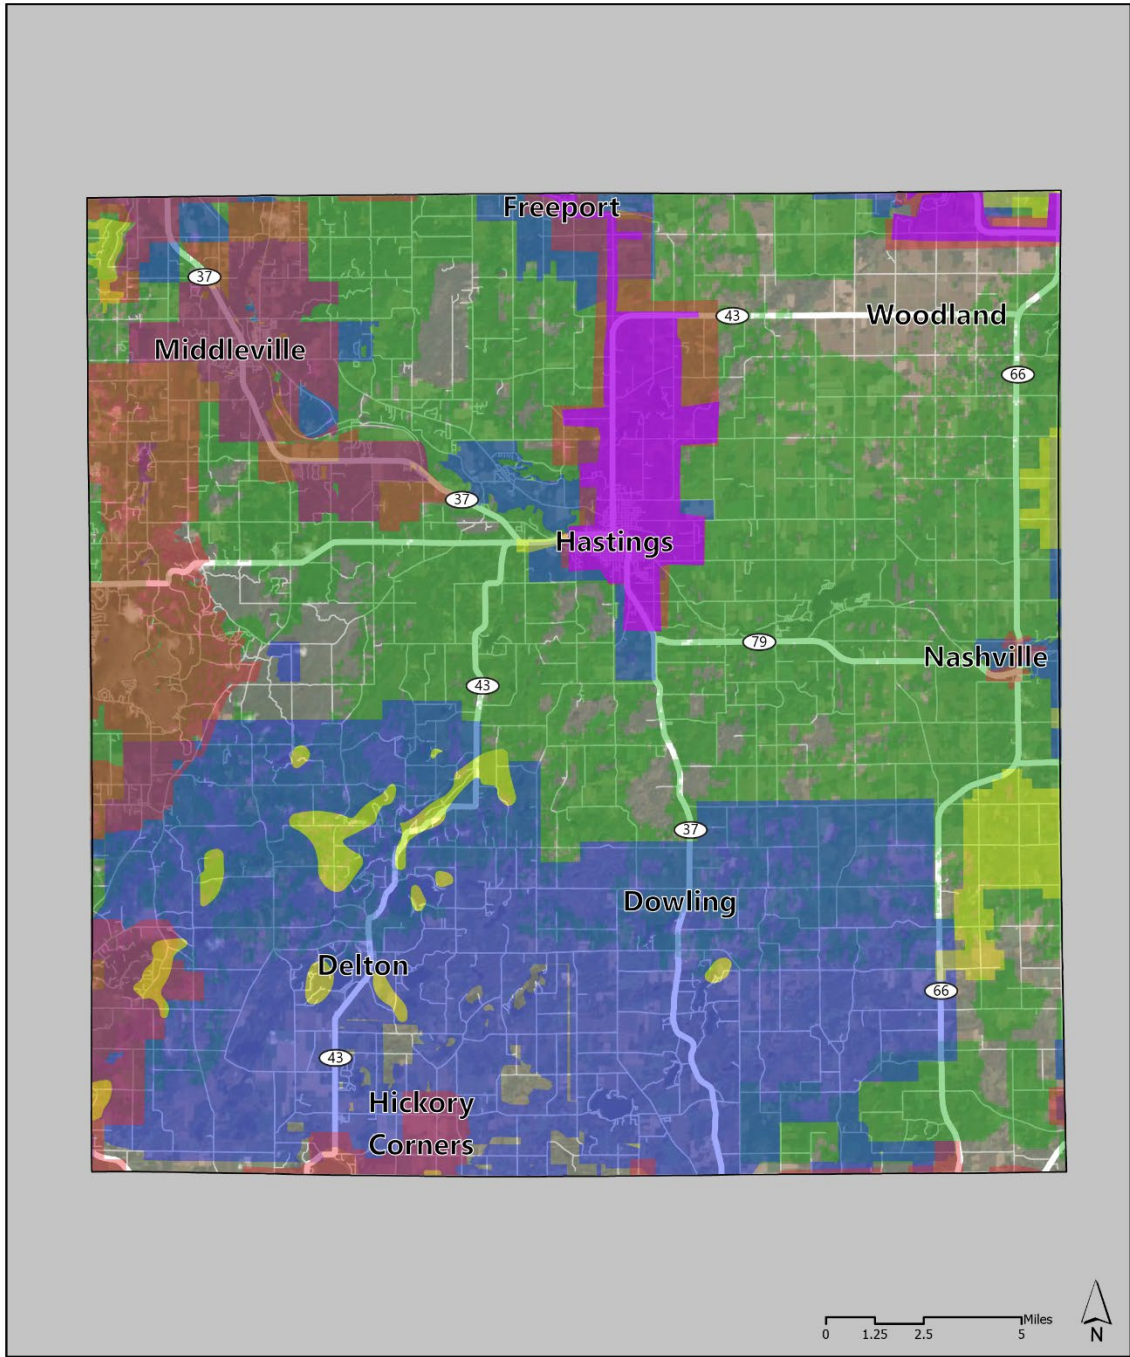 Freeport
37
43
Woodland
Middleville
66
37
Hastings
79
Nashville
43
37
Dowling
Delton
66
43
Hickory
Corners
Miles
0 1.25 2.5 5
N